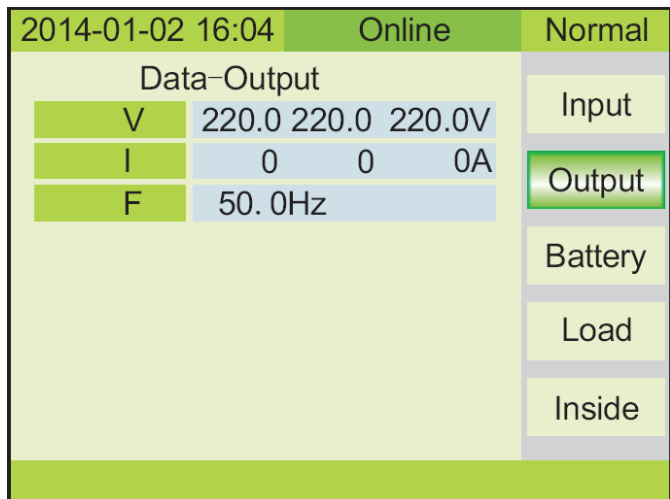 2014-01-02 16:04 Online Normal
Data-Output
V 220.0 220.0 220.0V
I 0 0 0A
F 50.0Hz
Input
Output
Battery
Load
Inside